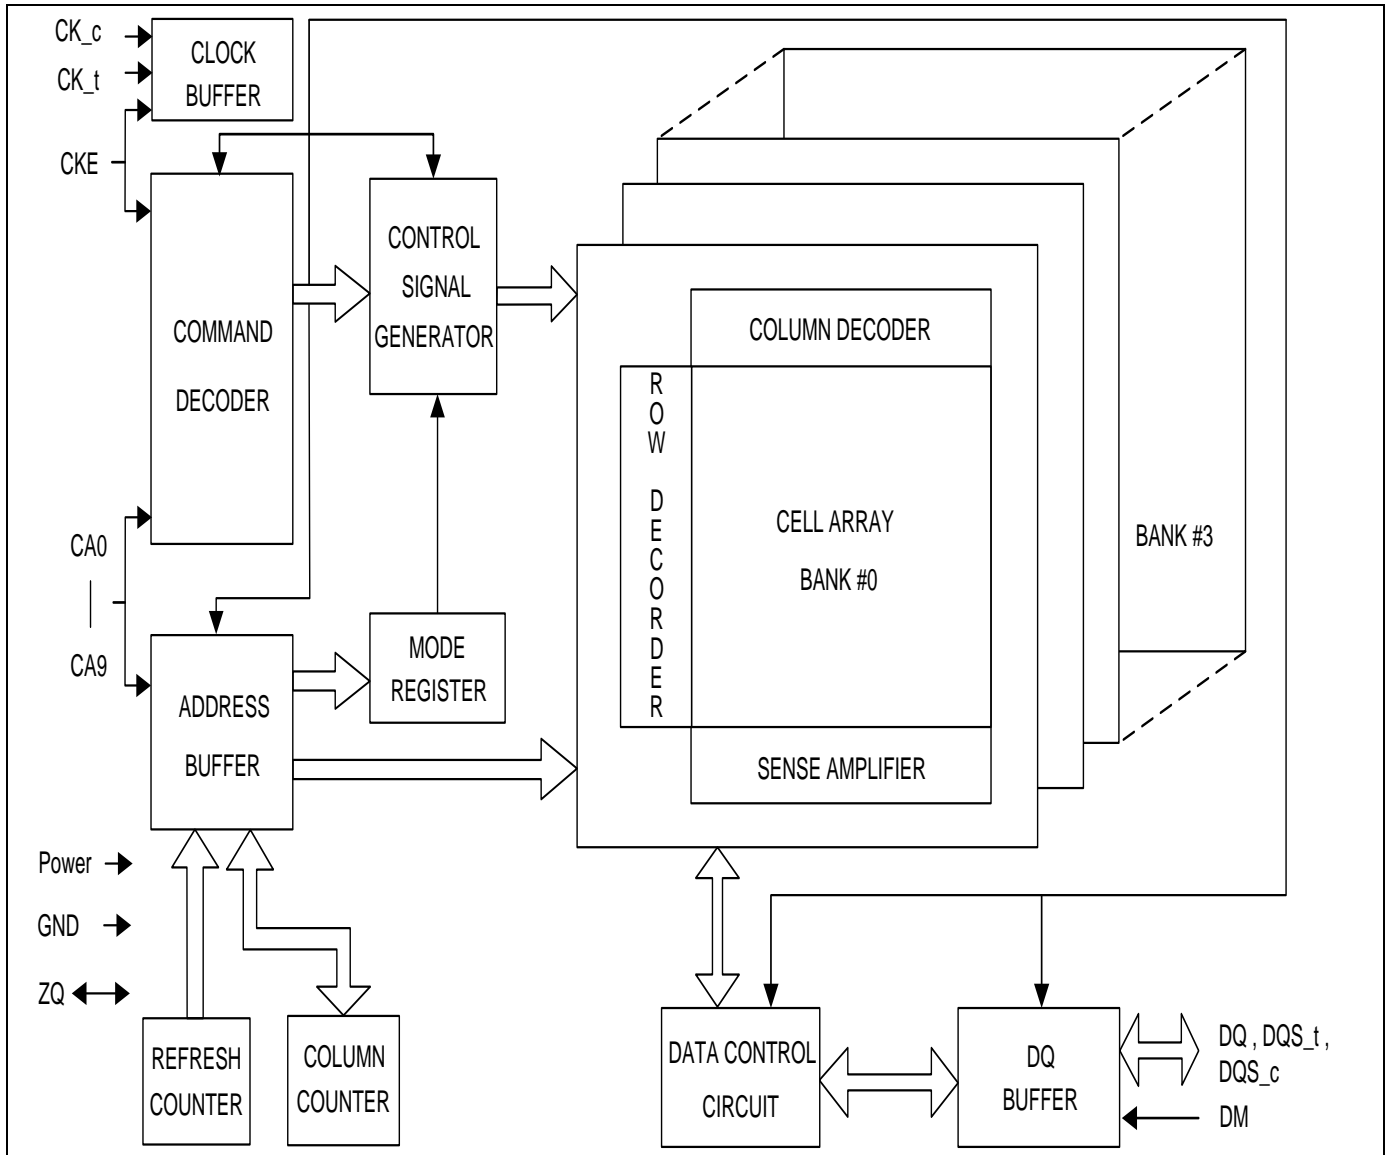 CK_c
CK_t
CKE
CLOCK
BUFFER
COMMAND
DECODER
CONTROL
SIGNAL
GENERATOR
COLUMN DECODER
ROW DECORDER
CELL ARRAY
BANK #0
SENSE AMPLIFIER
BANK #3
CA0
CA9
ADDRESS
BUFFER
MODE
REGISTER
Power
GND
ZQ
REFRESH
COUNTER
COLUMN
COUNTER
DATA CONTROL
CIRCUIT
DQ
BUFFER
DQ , DQS_t ,
DQS_c
DM